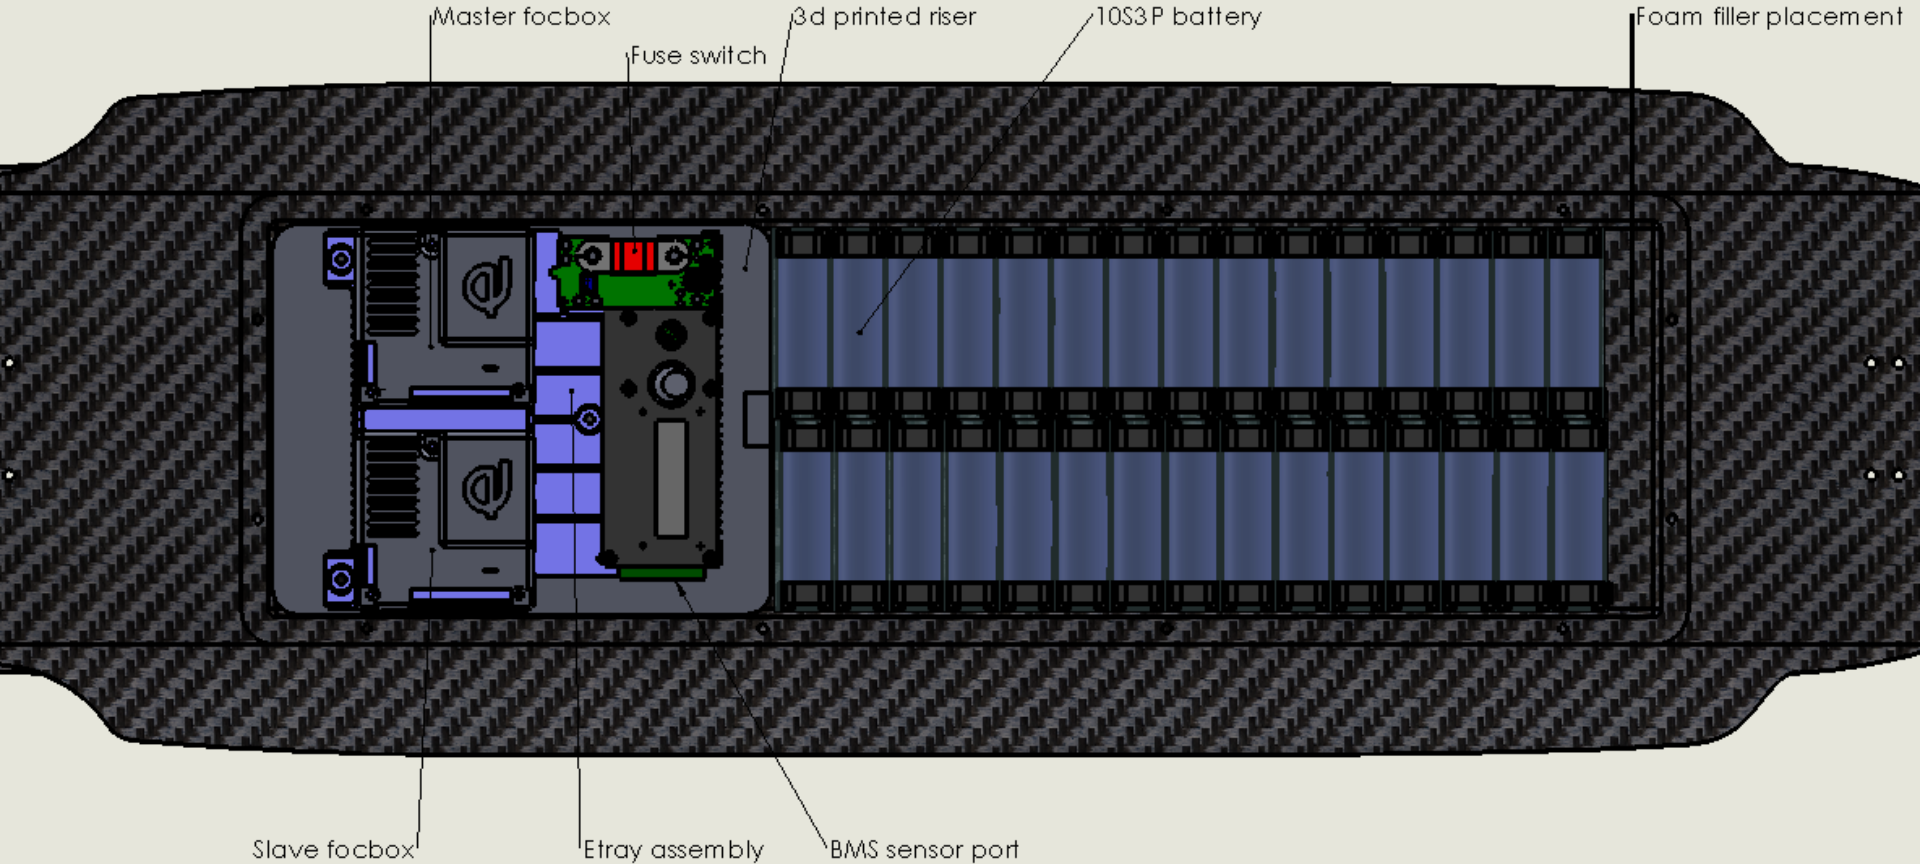 Master focbox
3d printed riser
10S3P battery
Foam filler placement
Fuse switch
Slave focbox
Etray assembly
BMS sensor port